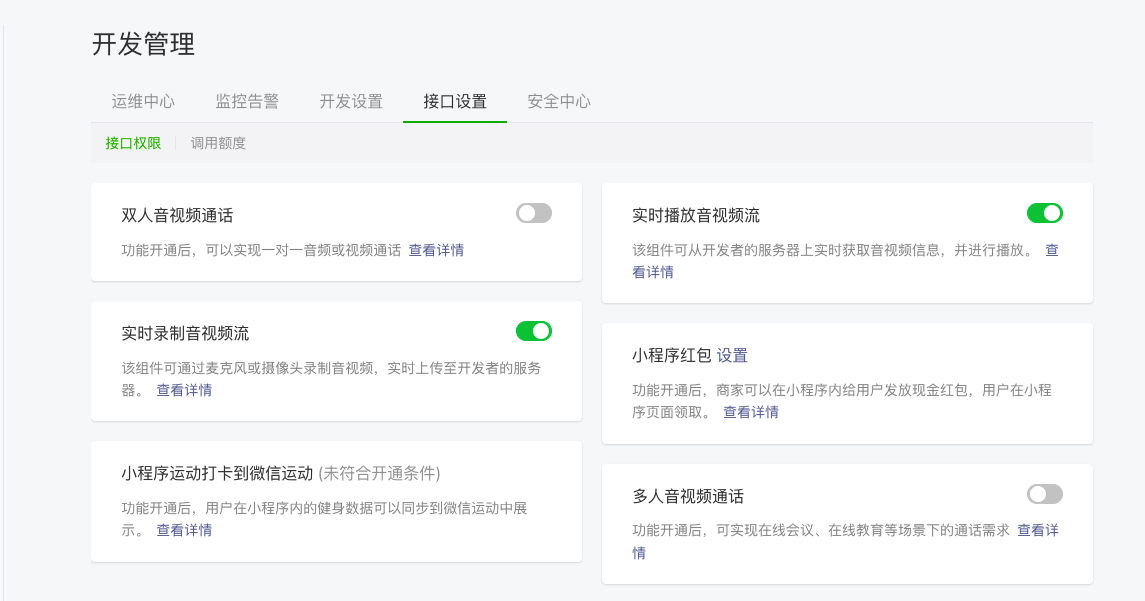 开发管理
运维中心 监控告警 开发设置 接口设置 安全中心
接口权限 调用额度
双人音视频通话
功能开通后，可以实现一对一音频或视频通话 查看详情
实时录制音视频流
该组件可通过麦克风或摄像头录制音视频，实时上传至开发者的服务
器。 查看详情
小程序运动打卡到微信运动 (未符合开通条件)
功能开通后，用户在小程序内的健身数据可以同步到微信运动中展
示。 查看详情
实时播放音视频流
该组件可从开发者的服务器上实时获取音视频信息，并进行播放。 查
看详情
小程序红包 设置
功能开通后，商家可以在小程序内给用户发放现金红包，用户在小程
序页面领取。 查看详情
多人音视频通话
功能开通后，可实现在线会议、在线教育等场景下的通话需求 查看详
情